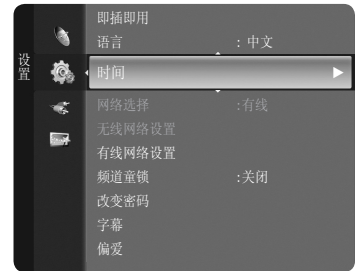 设置
即插即用
语言 : 中文
时间
网络选择 :有线
无线网络设置
有线网络设置
频道童锁 :关闭
改变密码
字幕
偏爱